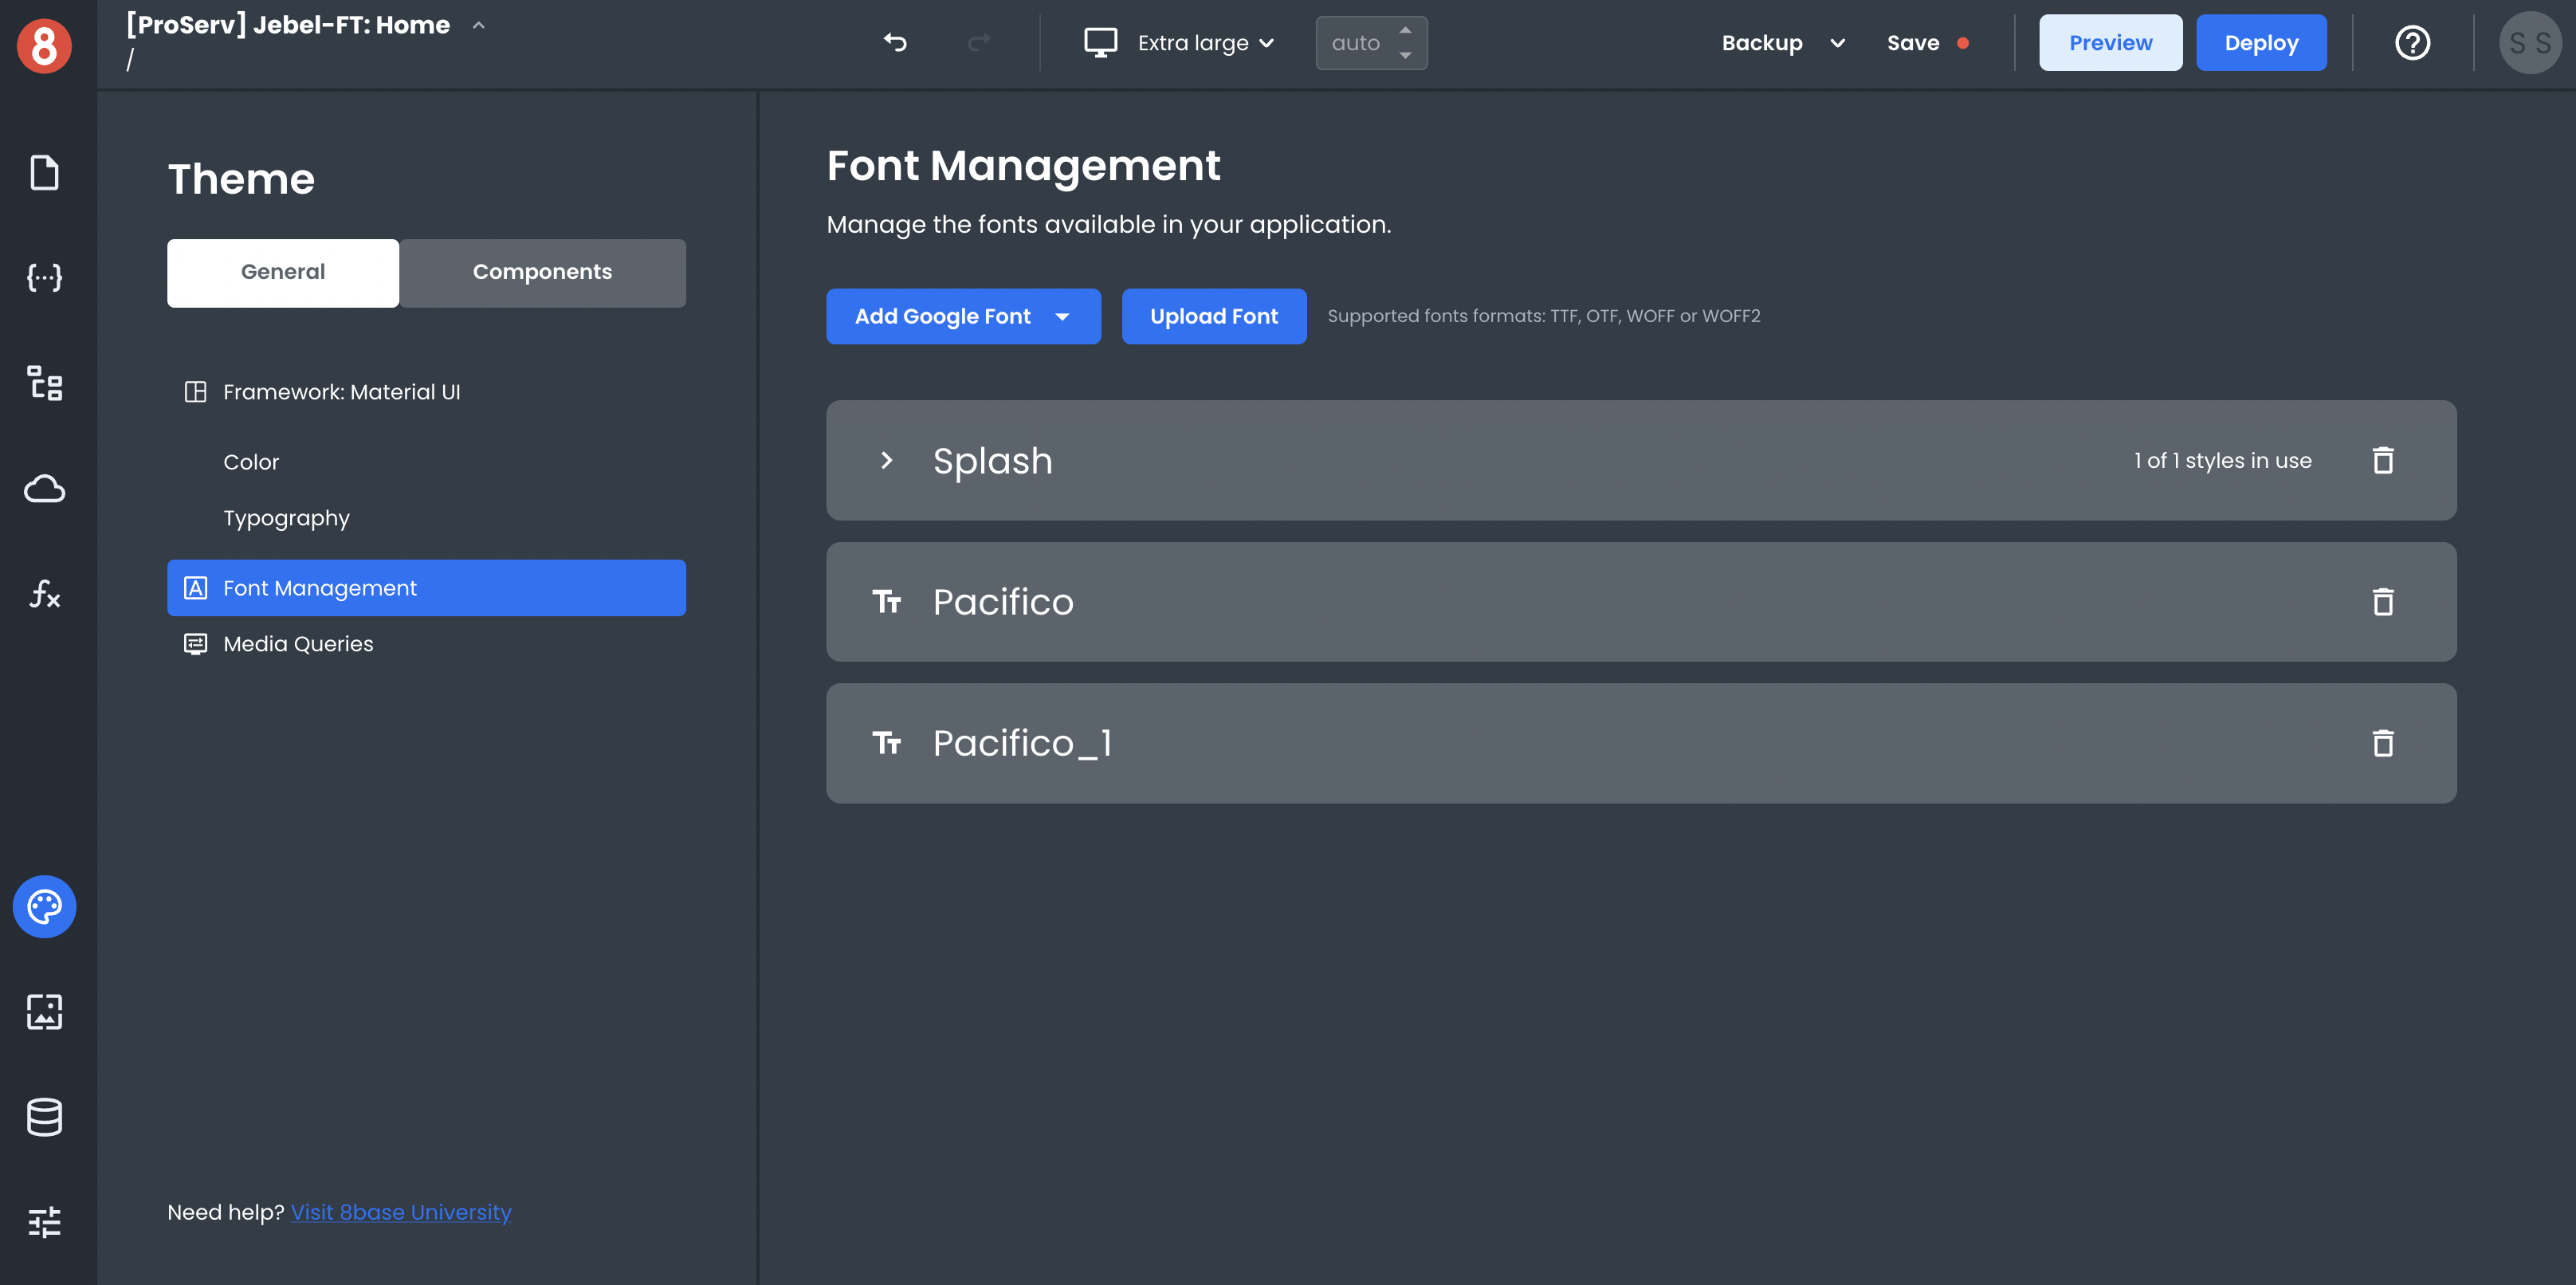 8
[ProServ] Jebel-FT: Home
/
Extra large
auto
Backup
Save
Preview
Deploy
S S
Theme
General
Components
Framework: Material UI
Color
Typography
Font Management
Media Queries
Need help? Visit 8base University
Font Management
Manage the fonts available in your application.
Add Google Font
Upload Font
Supported fonts formats: TTF, OTF, WOFF or WOFF2
Splash
1 of 1 styles in use
Pacifico
Pacifico_1